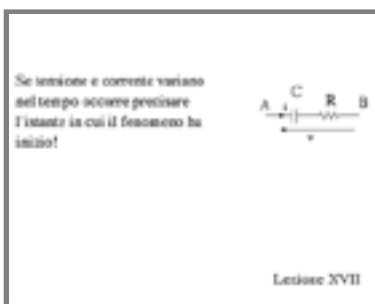 Se tensione e corrente variano
nel tempo occorre precisare
l'istante in cui il fenomeno ha
inizio!
C
A R B
Lezione XVII